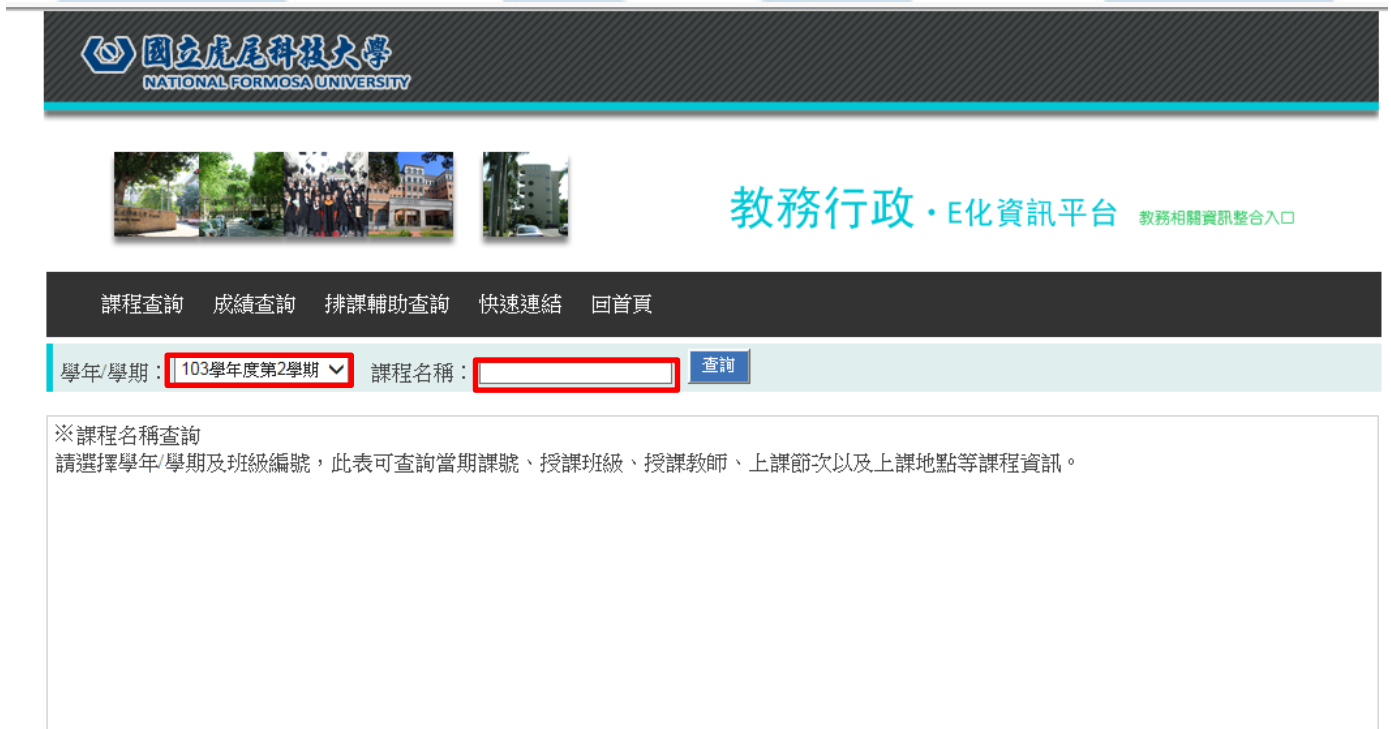 國立虎尾科技大學
NATIONAL FORMOSA UNIVERSITY
教務行政・E化資訊平台 教務相關資訊整合入口
課程查詢 成績查詢 排課輔助查詢 快速連結 回首頁
學年/學期： 103學年度第2學期 課程名稱： 查詢
※課程名稱查詢
請選擇學年/學期及班級編號，此表可查詢當期課號、授課班級、授課教師、上課節次以及上課地點等課程資訊。